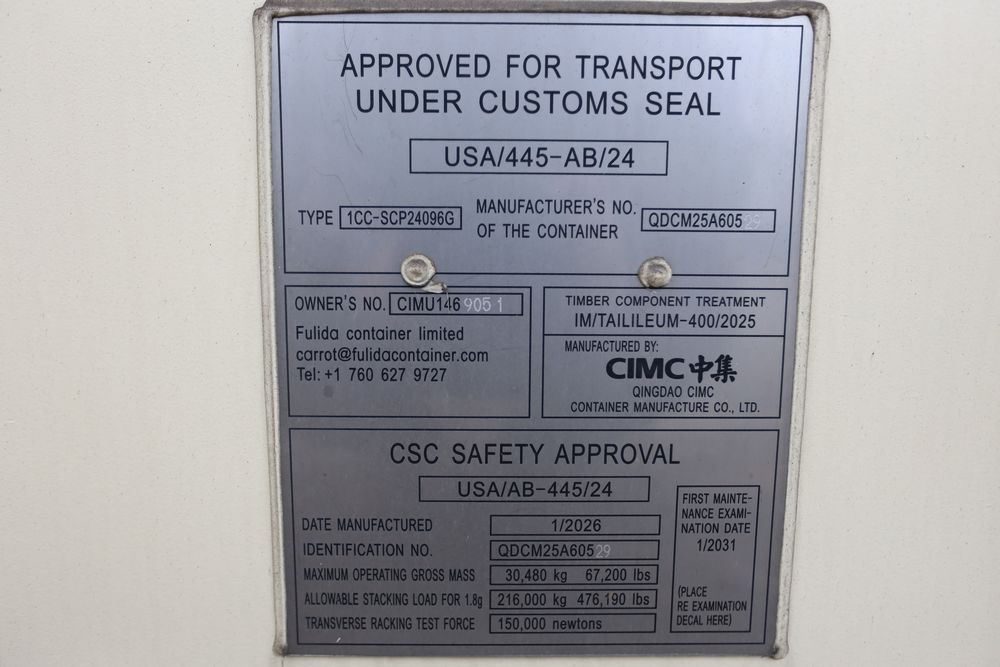 APPROVED FOR TRANSPORT
UNDER CUSTOMS SEAL
USA/445-AB/24
TYPE 1CC-SCP24096G
MANUFACTURER'S NO.
OF THE CONTAINER
QDCM25A60529
OWNER'S NO. CIMU146 905 1
Fulida container limited
carrot@fulidacontainer.com
Tel: +1 760 627 9727
TIMBER COMPONENT TREATMENT
IM/TAILILEUM-400/2025
MANUFACTURED BY:
CIMC 中集
QINGDAO CIMC
CONTAINER MANUFACTURE CO., LTD.
CSC SAFETY APPROVAL
USA/AB-445/24
DATE MANUFACTURED 1/2026
IDENTIFICATION NO. QDCM25A60529
MAXIMUM OPERATING GROSS MASS 30,480 kg 67,200 lbs
ALLOWABLE STACKING LOAD FOR 1.8g 216,000 kg 476,190 lbs
TRANSVERSE RACKING TEST FORCE 150,000 newtons
FIRST MAINTE-
NANCE EXAMI-
NATION DATE
1/2031
(PLACE
RE EXAMINATION
DECAL HERE)